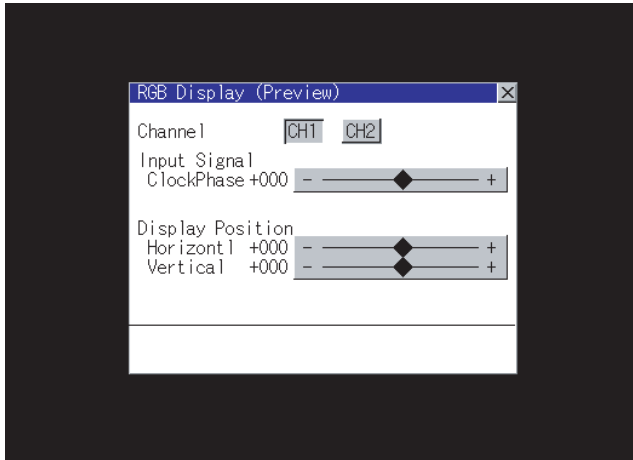 RGB Display (Preview) ×
Channel CH1 CH2
Input Signal
ClockPhase +000 - +
Display Position
Horizontl +000 - +
Vertical +000 - +